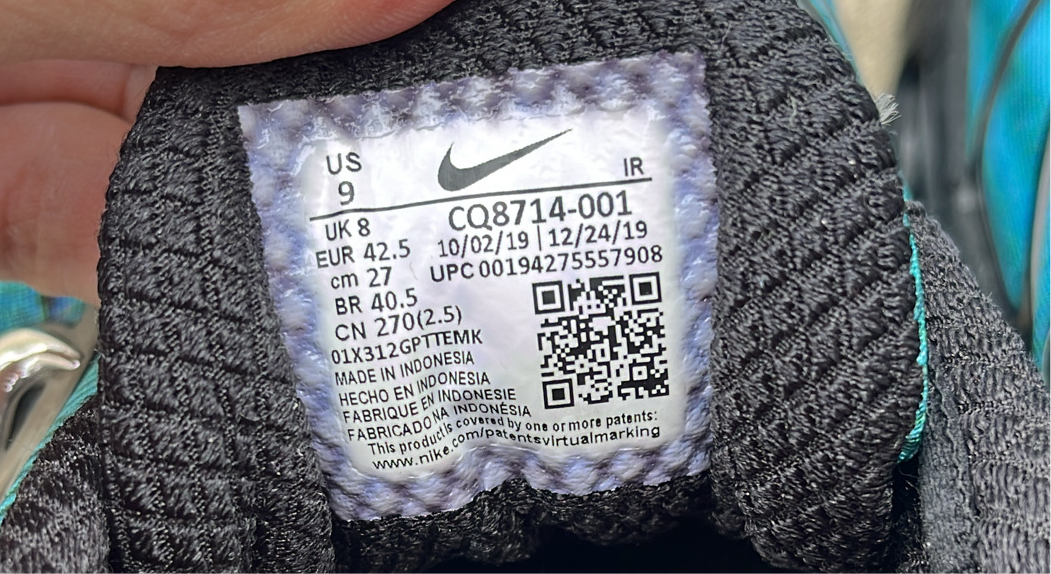 US
9
IR
UK 8
CQ8714-001
EUR 42.5
10/02/19 | 12/24/19
cm 27
UPC 00194275557908
BR 40.5
CN 270(2.5)
01X312GPTTEMK
MADE IN INDONESIA
HECHO EN INDONESIA
FABRIQUE EN INDONESIE
FABRICADO NA INDONÉSIA
This product is covered by one or more patents:
www.nike.com/patentsvirtualmarking